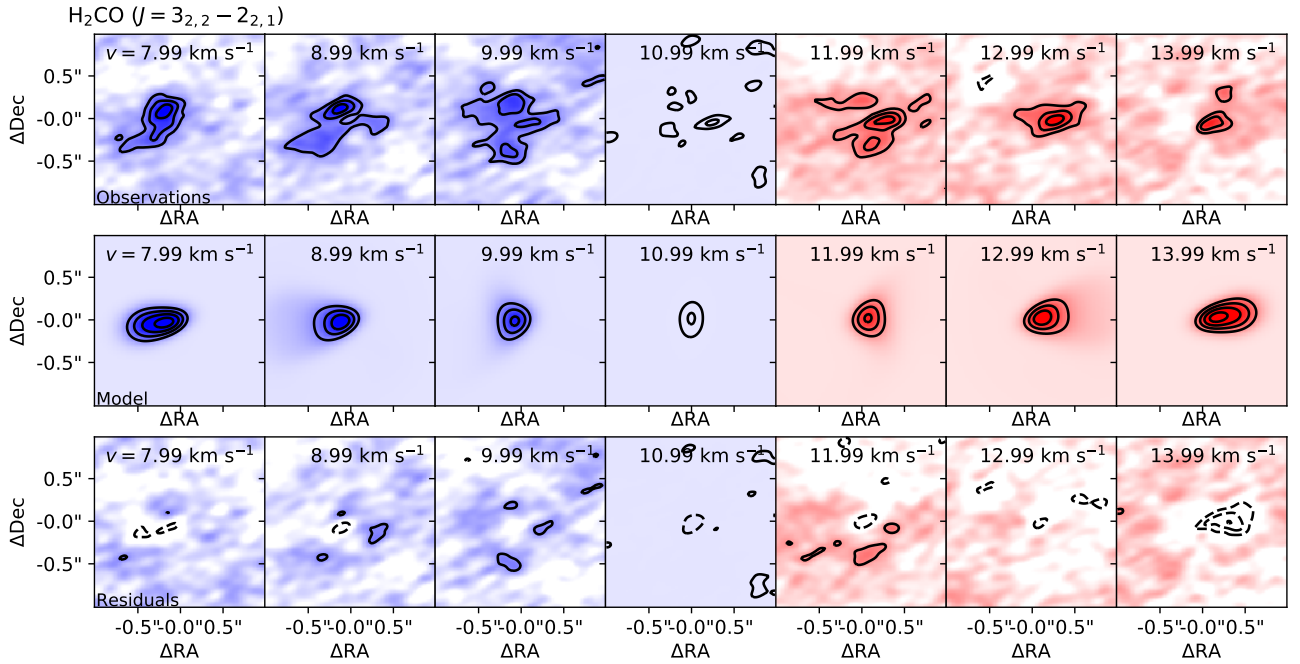 H₂CO (J = 3₂,₂ − 2₂,₁)
v = 7.99 km s⁻¹ 8.99 km s⁻¹ 9.99 km s⁻¹ 10.99 km s⁻¹ 11.99 km s⁻¹ 12.99 km s⁻¹ 13.99 km s⁻¹
0.5"
-0.0"
-0.5"
ΔDec
Observations
ΔRA ΔRA ΔRA ΔRA ΔRA ΔRA ΔRA
v = 7.99 km s⁻¹ 8.99 km s⁻¹ 9.99 km s⁻¹ 10.99 km s⁻¹ 11.99 km s⁻¹ 12.99 km s⁻¹ 13.99 km s⁻¹
0.5"
-0.0"
-0.5"
ΔDec
Model
ΔRA ΔRA ΔRA ΔRA ΔRA ΔRA ΔRA
v = 7.99 km s⁻¹ 8.99 km s⁻¹ 9.99 km s⁻¹ 10.99 km s⁻¹ 11.99 km s⁻¹ 12.99 km s⁻¹ 13.99 km s⁻¹
0.5"
-0.0"
-0.5"
ΔDec
Residuals
-0.5"-0.0"0.5" -0.5"-0.0"0.5" -0.5"-0.0"0.5" -0.5"-0.0"0.5" -0.5"-0.0"0.5" -0.5"-0.0"0.5" -0.5"-0.0"0.5"
ΔRA ΔRA ΔRA ΔRA ΔRA ΔRA ΔRA